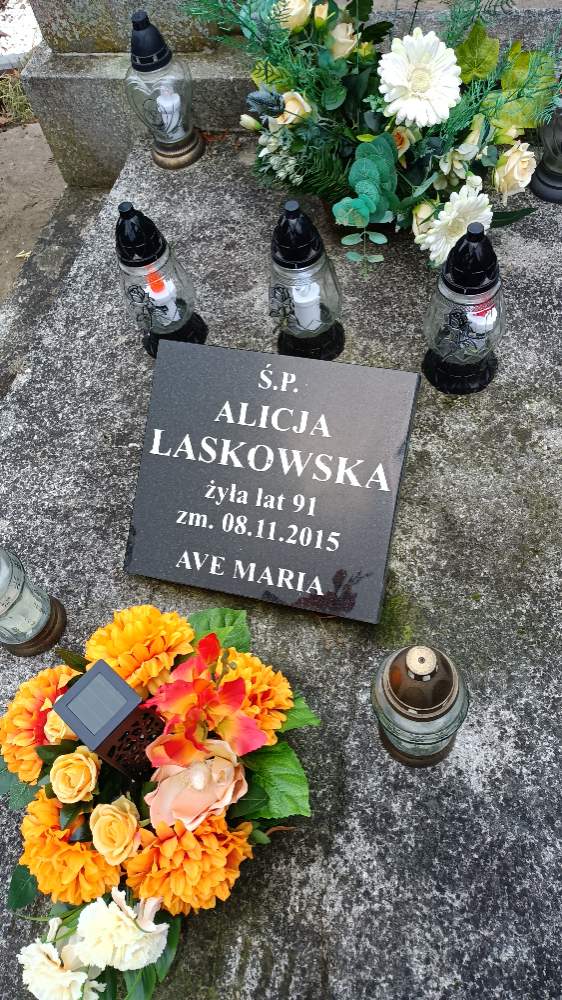 Ś.P.
ALICJA
LASKOWSKA
żyła lat 91
zm. 08.11.2015
AVE MARIA